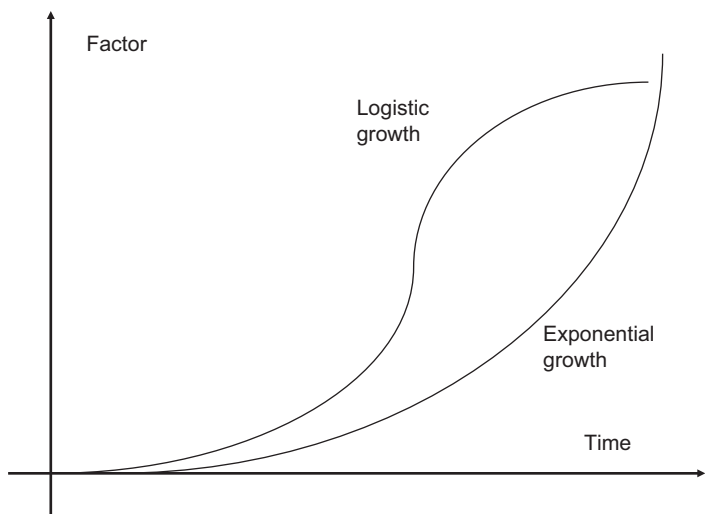 Factor
Logistic
growth
Exponential
growth
Time